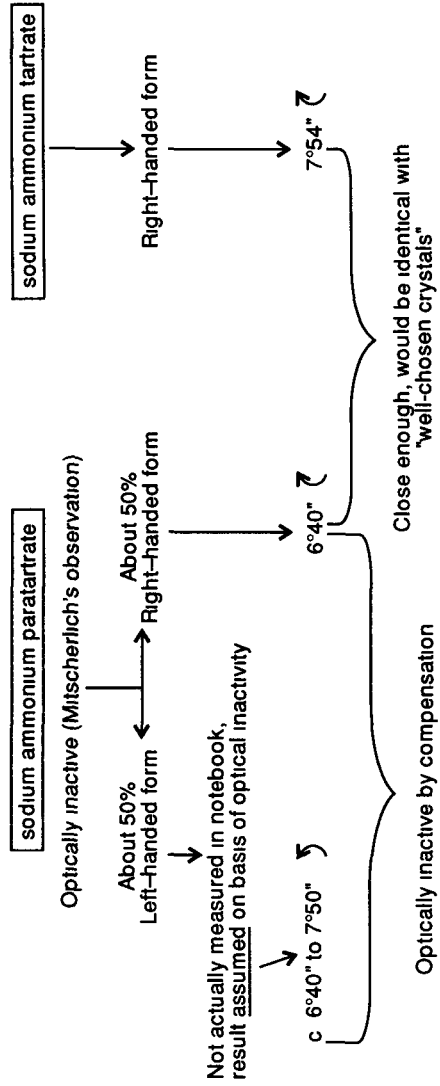 sodium ammonium paratartrate
Optically inactive (Mitscherlich's observation)
About 50%
Left-handed form
About 50%
Right-handed form
Not actually measured in notebook,
result assumed on basis of optical inactivity
c 6°40" to 7°50"
6°40"
Optically inactive by compensation
sodium ammonium tartrate
Right-handed form
7°54"
Close enough, would be identical with
"well-chosen crystals"